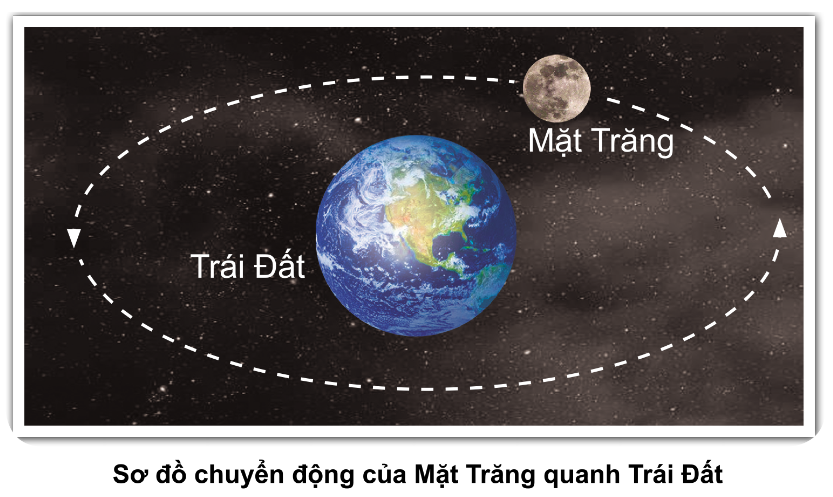 Mặt Trăng
Trái Đất
Sơ đồ chuyển động của Mặt Trăng quanh Trái Đất